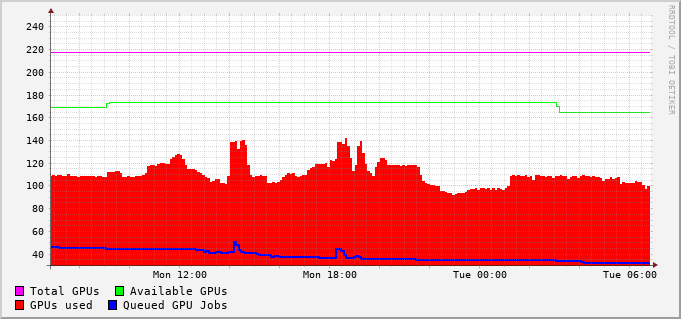 RRDTOOL / TOBI OETIKER
240
220
200
180
160
140
120
100
80
60
40
Mon 12:00 Mon 18:00 Tue 00:00 Tue 06:00
Total GPUs Available GPUs
GPUs used Queued GPU Jobs